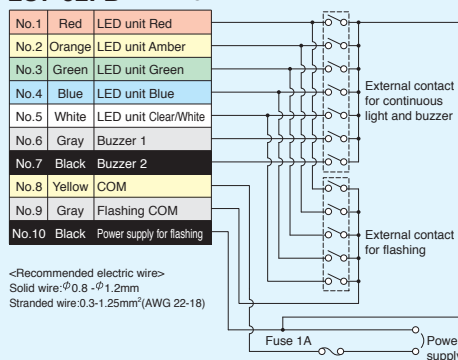 No.1 Red LED unit Red
No.2 Orange LED unit Amber
No.3 Green LED unit Green
No.4 Blue LED unit Blue
No.5 White LED unit Clear/White
No.6 Gray Buzzer 1
No.7 Black Buzzer 2
No.8 Yellow COM
No.9 Gray Flashing COM
No.10 Black Power supply for flashing
External contact
for continuous
light and buzzer
External contact
for flashing
<Recommended electric wire>
Solid wire:Φ0.8 -Φ1.2mm
Stranded wire:0.3-1.25mm²(AWG 22-18)
Fuse 1A
Power
supply